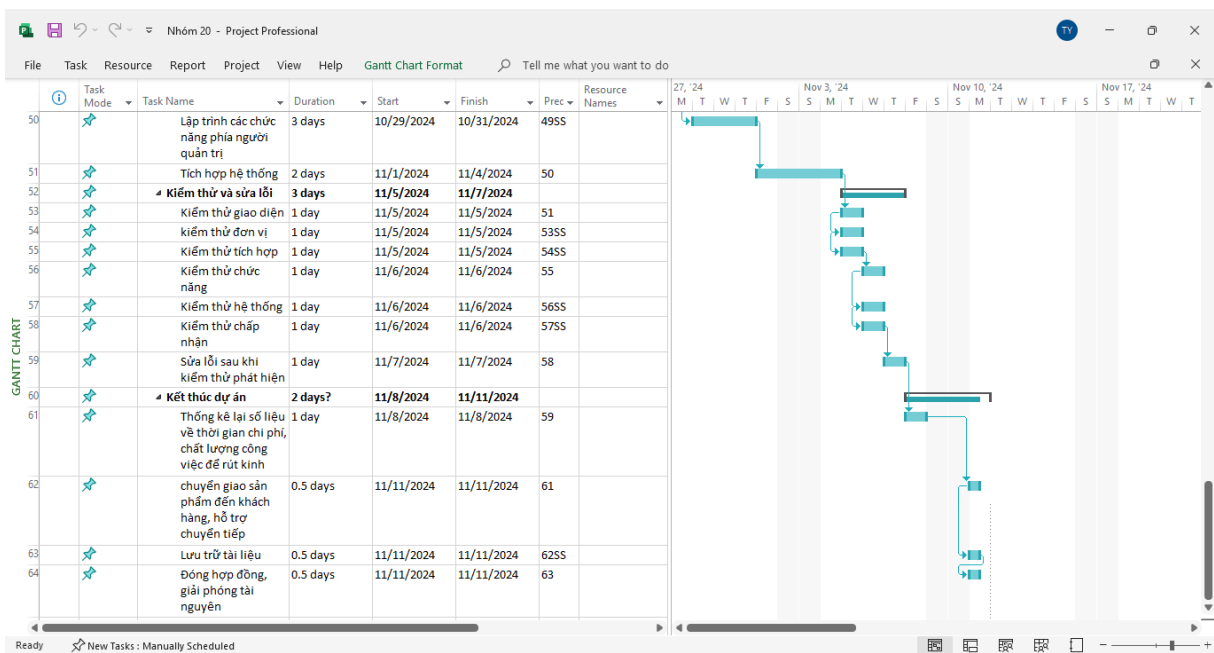 Nhóm 20 - Project Professional
TY
File Task Resource Report Project View Help Gantt Chart Format Tell me what you want to do
Task Mode Task Name Duration Start Finish Prec Resource Names
27, '24 Nov 3, '24 Nov 10, '24 Nov 17, '24
M T W T F S S M T W T F S S M T W T F S S M T W T
50 Lập trình các chức 3 days 10/29/2024 10/31/2024 49SS
năng phía người
quản trị
51 Tích hợp hệ thống 2 days 11/1/2024 11/4/2024 50
52 Kiểm thử và sửa lỗi 3 days 11/5/2024 11/7/2024
53 Kiểm thử giao diện 1 day 11/5/2024 11/5/2024 51
54 kiểm thử đơn vị 1 day 11/5/2024 11/5/2024 53SS
55 Kiểm thử tích hợp 1 day 11/5/2024 11/5/2024 54SS
56 Kiểm thử chức 1 day 11/6/2024 11/6/2024 55
năng
57 Kiểm thử hệ thống 1 day 11/6/2024 11/6/2024 56SS
58 Kiểm thử chấp 1 day 11/6/2024 11/6/2024 57SS
nhận
59 Sửa lỗi sau khi 1 day 11/7/2024 11/7/2024 58
kiểm thử phát hiện
60 Kết thúc dự án 2 days? 11/8/2024 11/11/2024
61 Thống kê lại số liệu 1 day 11/8/2024 11/8/2024 59
về thời gian chi phí,
chất lượng công
việc để rút kinh
62 chuyển giao sản 0.5 days 11/11/2024 11/11/2024 61
phẩm đến khách
hàng, hỗ trợ
chuyển tiếp
63 Lưu trữ tài liệu 0.5 days 11/11/2024 11/11/2024 62SS
64 Đóng hợp đồng, 0.5 days 11/11/2024 11/11/2024 63
giải phóng tài
nguyên
GANTT CHART
Ready New Tasks : Manually Scheduled